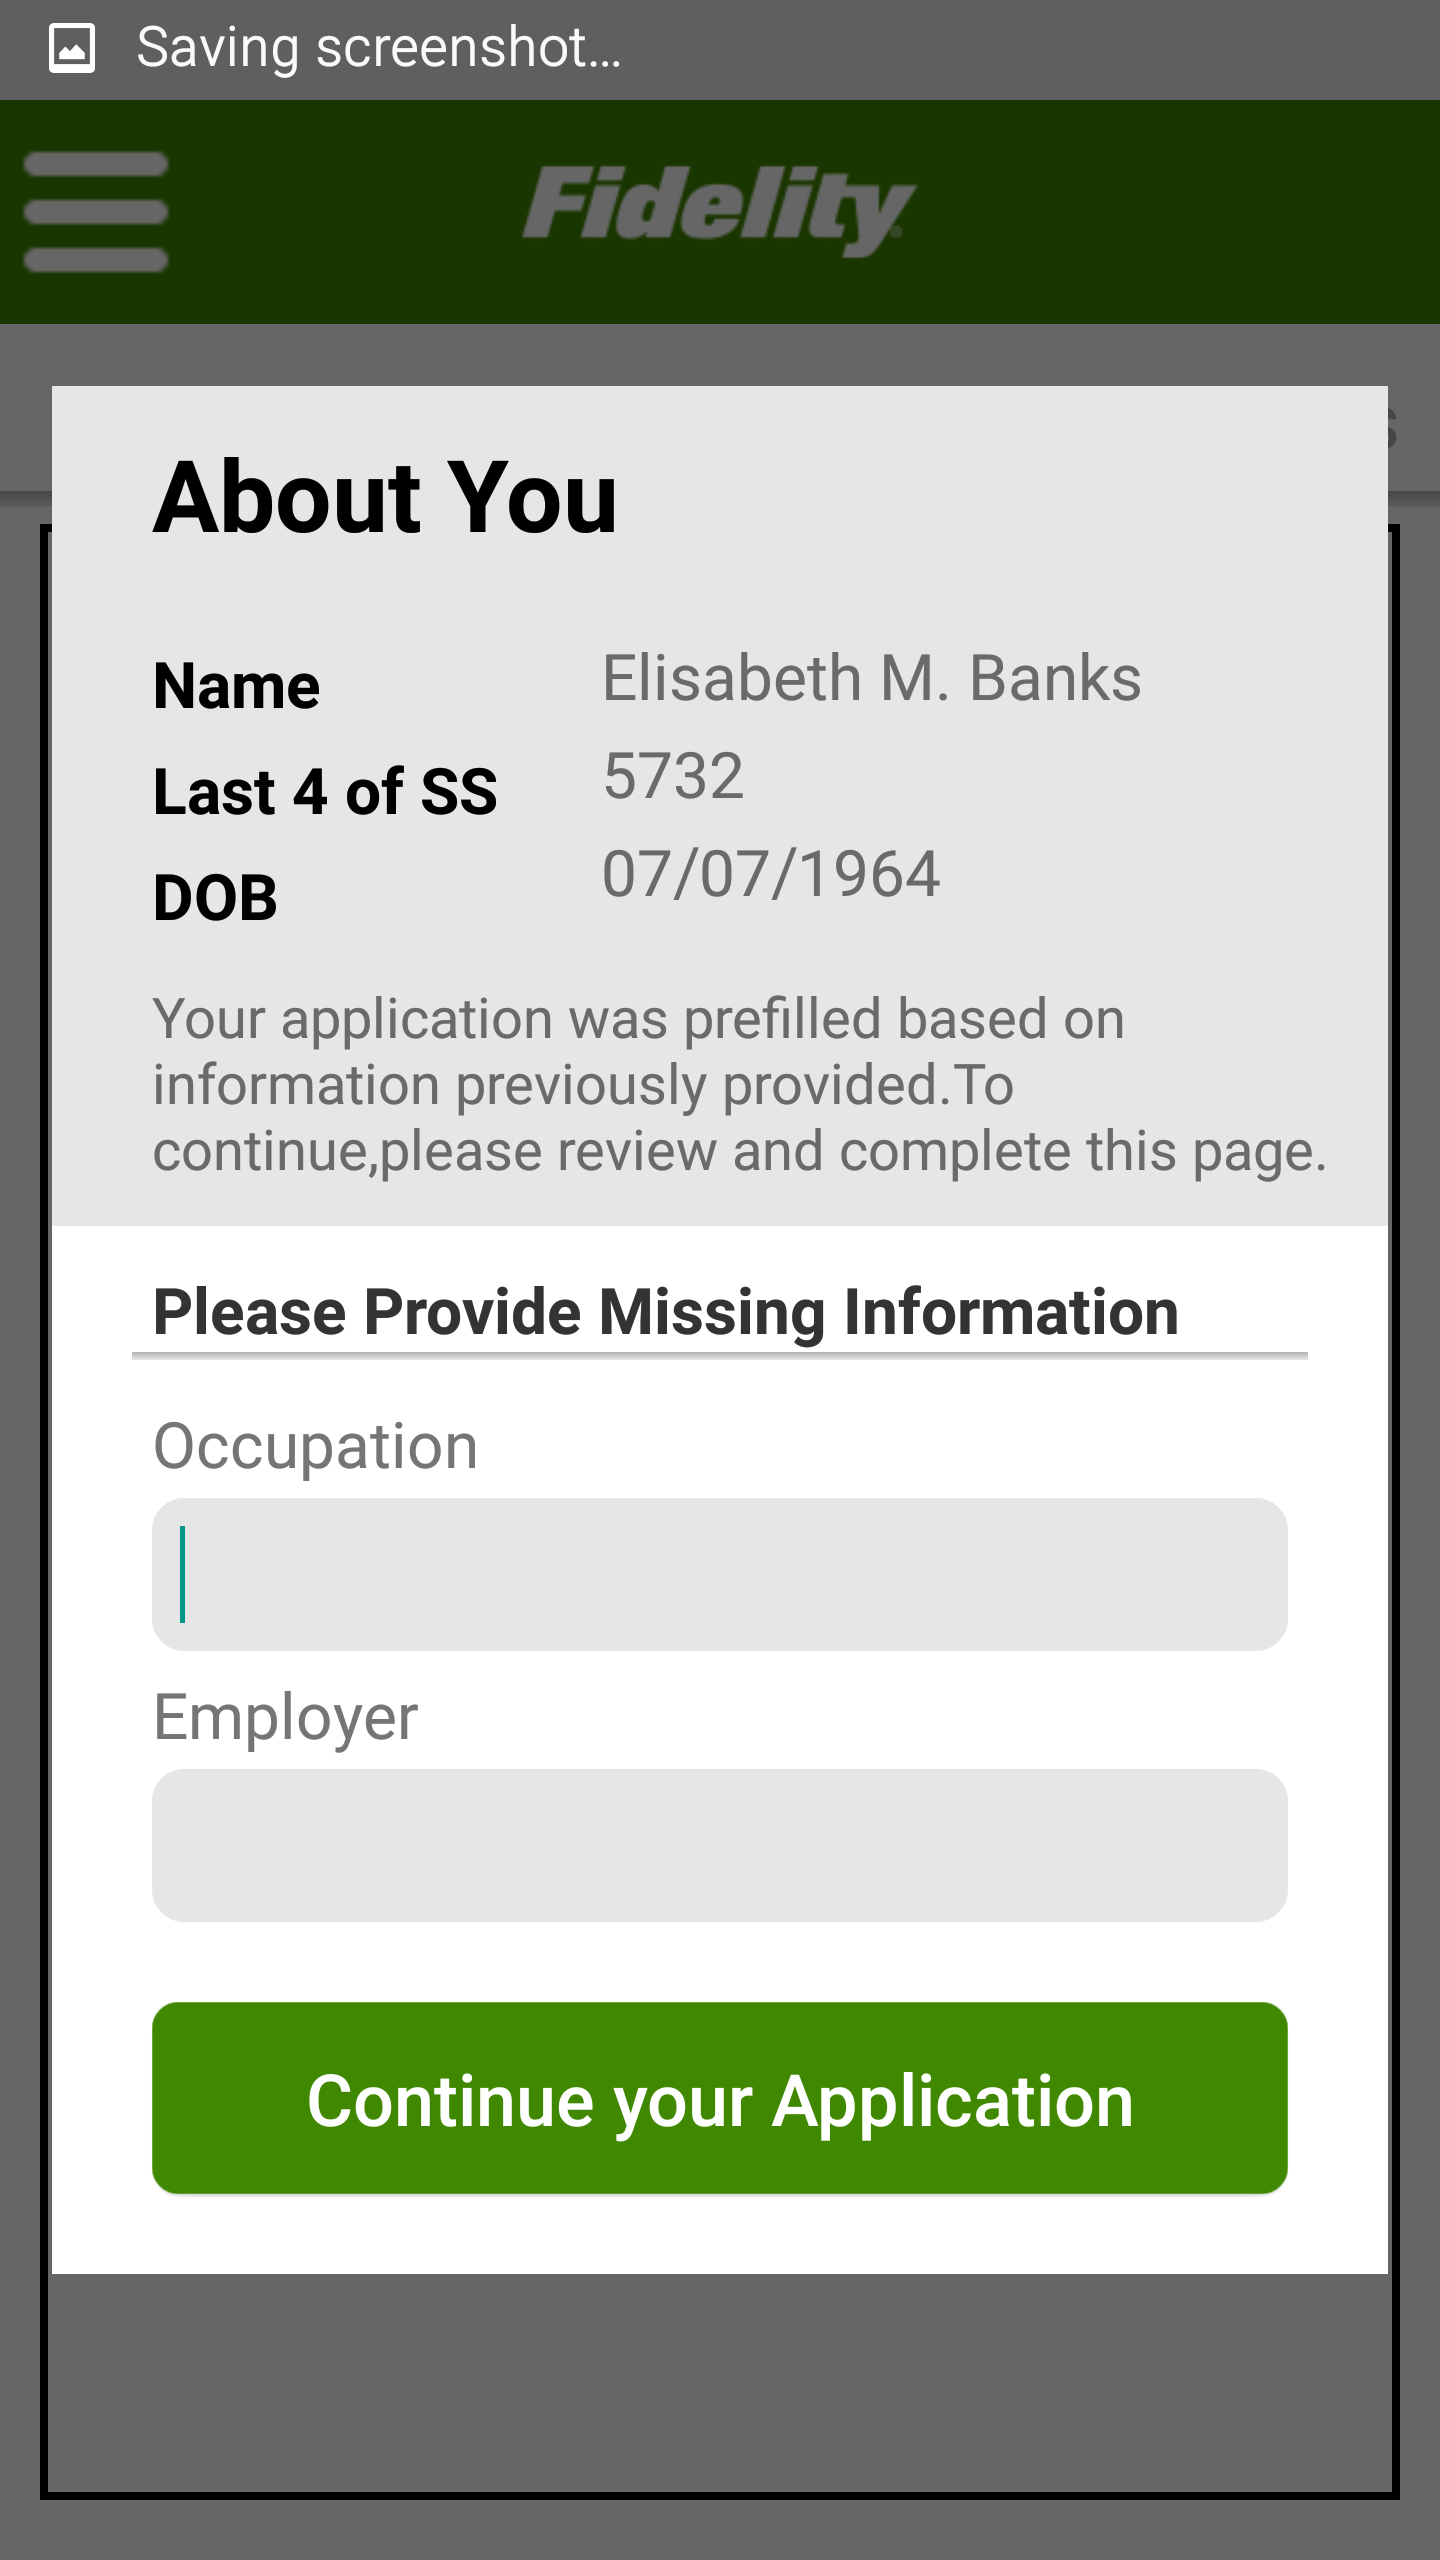 Saving screenshot...
Fidelity®
s
About You
Name Elisabeth M. Banks
Last 4 of SS 5732
DOB 07/07/1964
Your application was prefilled based on
information previously provided.To
continue,please review and complete this page.
Please Provide Missing Information
Occupation
Employer
Continue your Application